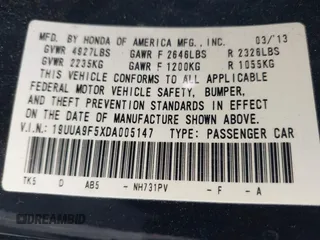 MFD. BY HONDA OF AMERICA MFG., INC. 03/'13
GVWR 4927LBS GAWR F 2646LBS R 2326LBS
GVWR 2235KG GAWR F 1200KG R 1055KG
THIS VEHICLE CONFORMS TO ALL APPLICABLE
FEDERAL MOTOR VEHICLE SAFETY, BUMPER,
AND THEFT PREVENTION STANDARDS IN EFFECT
ON THE DATE OF MANUFACTURE SHOWN ABOVE.
V.I.N.: 19UUA9F5XDA005147 TYPE: PASSENGER CAR
TK5 D AB5 - NH731PV - F - A
DREAMBID